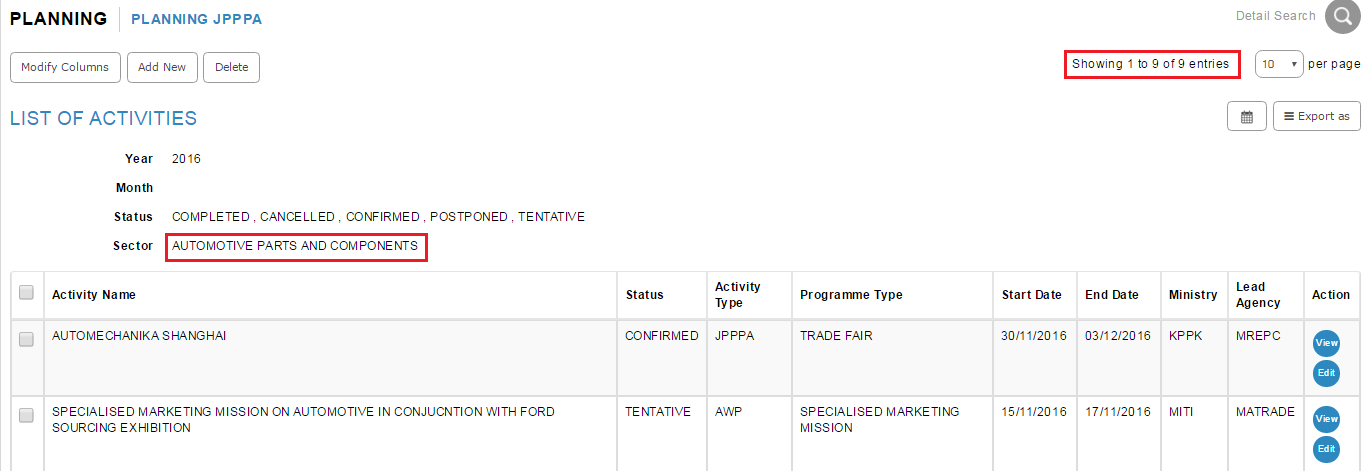 PLANNING PLANNING JPPPA Detail Search
Modify Columns Add New Delete Showing 1 to 9 of 9 entries 10 per page
LIST OF ACTIVITIES Export as
Year 2016
Month
Status COMPLETED , CANCELLED , CONFIRMED , POSTPONED , TENTATIVE
Sector AUTOMOTIVE PARTS AND COMPONENTS
Activity Name Status Activity Type Programme Type Start Date End Date Ministry Lead Agency Action
AUTOMECHANIKA SHANGHAI CONFIRMED JPPPA TRADE FAIR 30/11/2016 03/12/2016 KPPK MREPC View
Edit
SPECIALISED MARKETING MISSION ON AUTOMOTIVE IN CONJUCNTION WITH FORD TENTATIVE AWP SPECIALISED MARKETING 15/11/2016 17/11/2016 MITI MATRADE View
SOURCING EXHIBITION MISSION
Edit